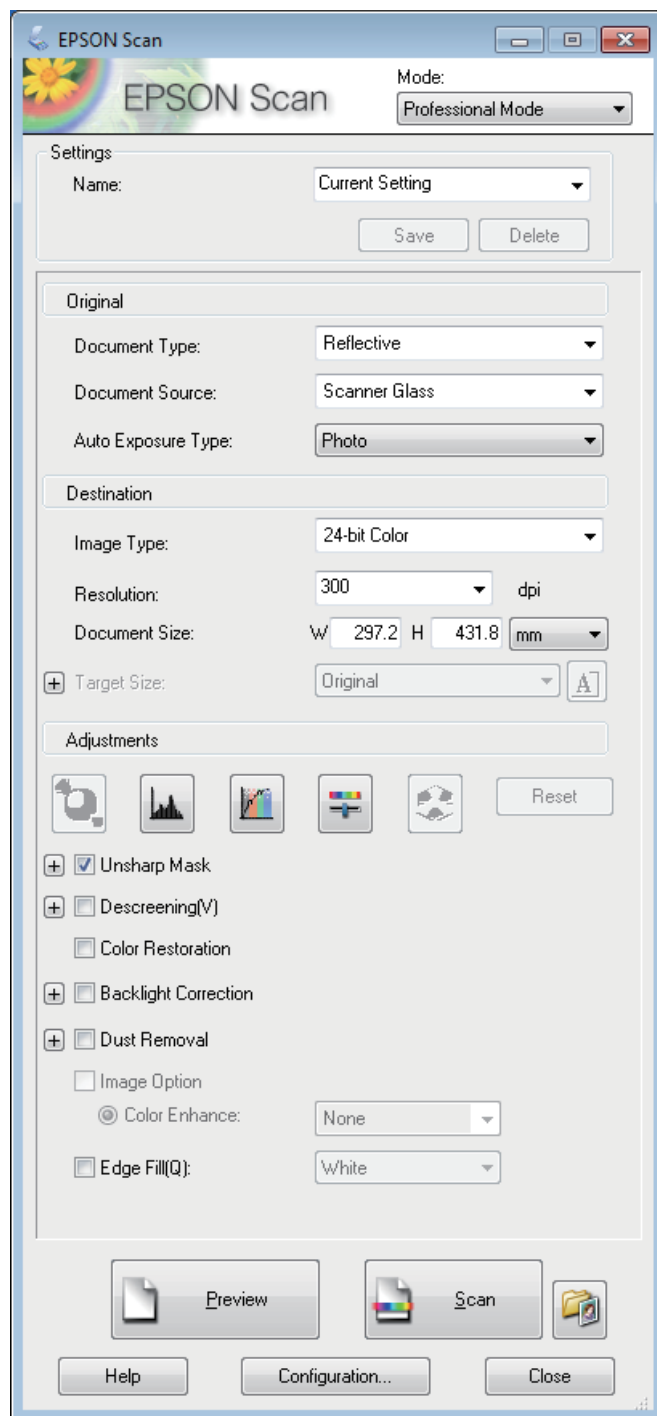 EPSON Scan
EPSON Scan
Mode:
Professional Mode
Settings
Name: Current Setting
Save Delete
Original
Document Type: Reflective
Document Source: Scanner Glass
Auto Exposure Type: Photo
Destination
Image Type: 24-bit Color
Resolution: 300 dpi
Document Size: W 297.2 H 431.8 mm
Target Size: Original A
Adjustments
Reset
Unsharp Mask
Descreening(V)
Color Restoration
Backlight Correction
Dust Removal
Image Option
Color Enhance: None
Edge Fill(Q): White
Preview Scan
Help Configuration... Close